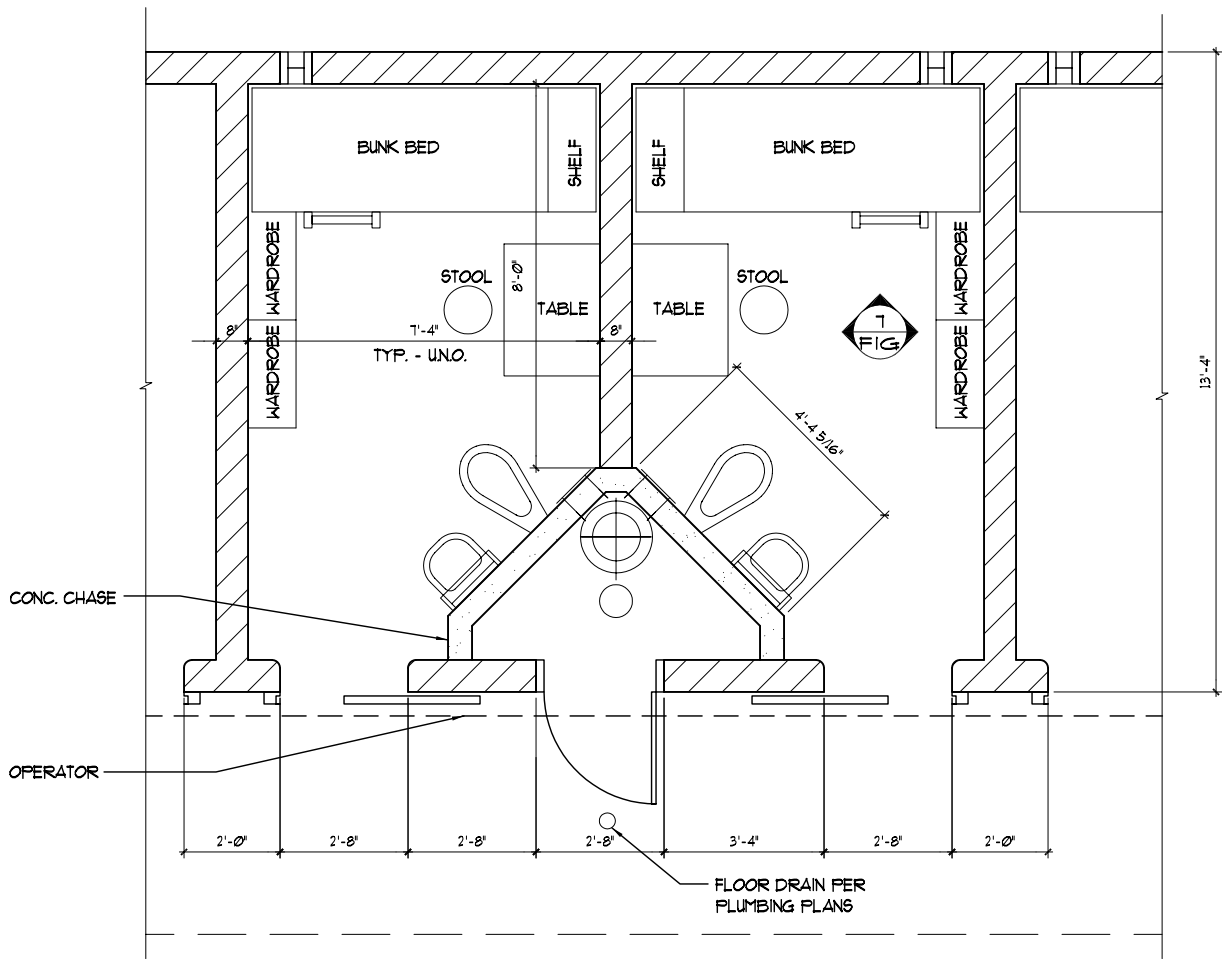 BUNK BED
SHELF
SHELF
BUNK BED
WARDROBE
WARDROBE
STOOL
8'-0"
TABLE
TABLE
STOOL
WARDROBE
WARDROBE
7
FIG
8"
7'-4"
8"
TYP. - U.N.O.
13'-4"
4'-4 5/16"
CONC. CHASE
OPERATOR
2'-0"
2'-8"
2'-8"
2'-8"
3'-4"
2'-8"
2'-0"
FLOOR DRAIN PER
PLUMBING PLANS